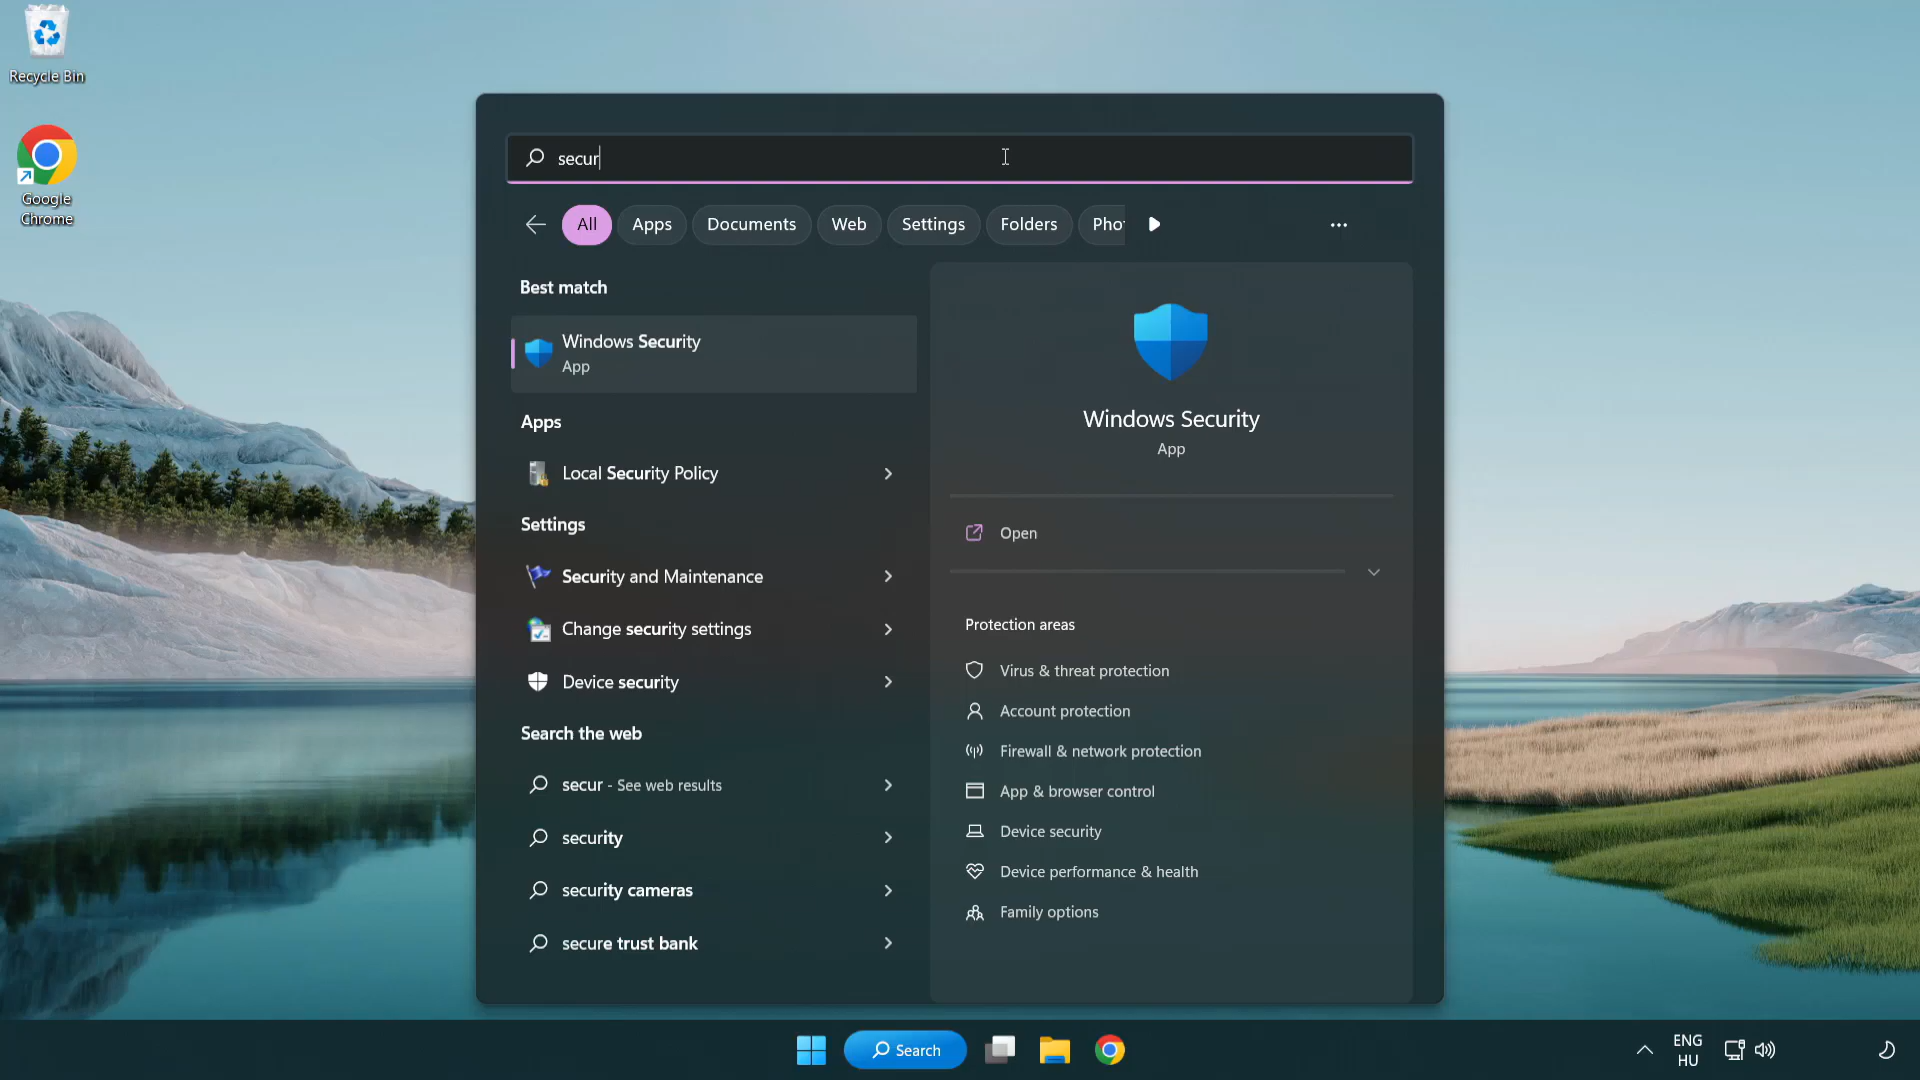 Recycle Bin
Google
Chrome
secur
All
Apps
Documents
Web
Settings
Folders
Pho
Best match
Windows Security
App
Apps
Local Security Policy
Settings
Security and Maintenance
Change security settings
Device security
Search the web
secur - See web results
security
security cameras
secure trust bank
Windows Security
App
Open
Protection areas
Virus & threat protection
Account protection
Firewall & network protection
App & browser control
Device security
Device performance & health
Family options
Search
ENG
HU